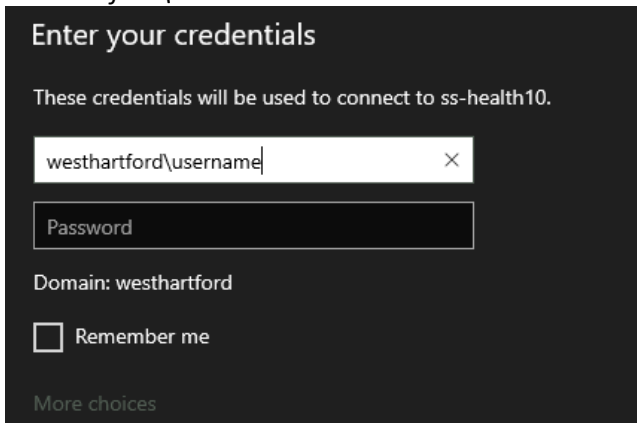 Enter your credentials
These credentials will be used to connect to ss-health10.
westhartford\username
Password
Domain: westhartford
Remember me
More choices